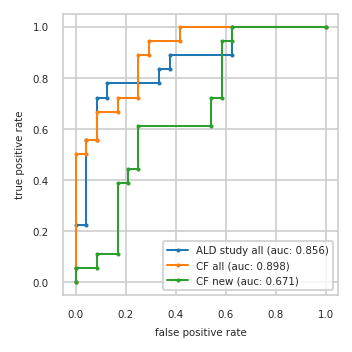 1.0
0.8
0.6
0.4
0.2
0.0
true positive rate
ALD study all (auc: 0.856)
CF all (auc: 0.898)
CF new (auc: 0.671)
0.0 0.2 0.4 0.6 0.8 1.0
false positive rate